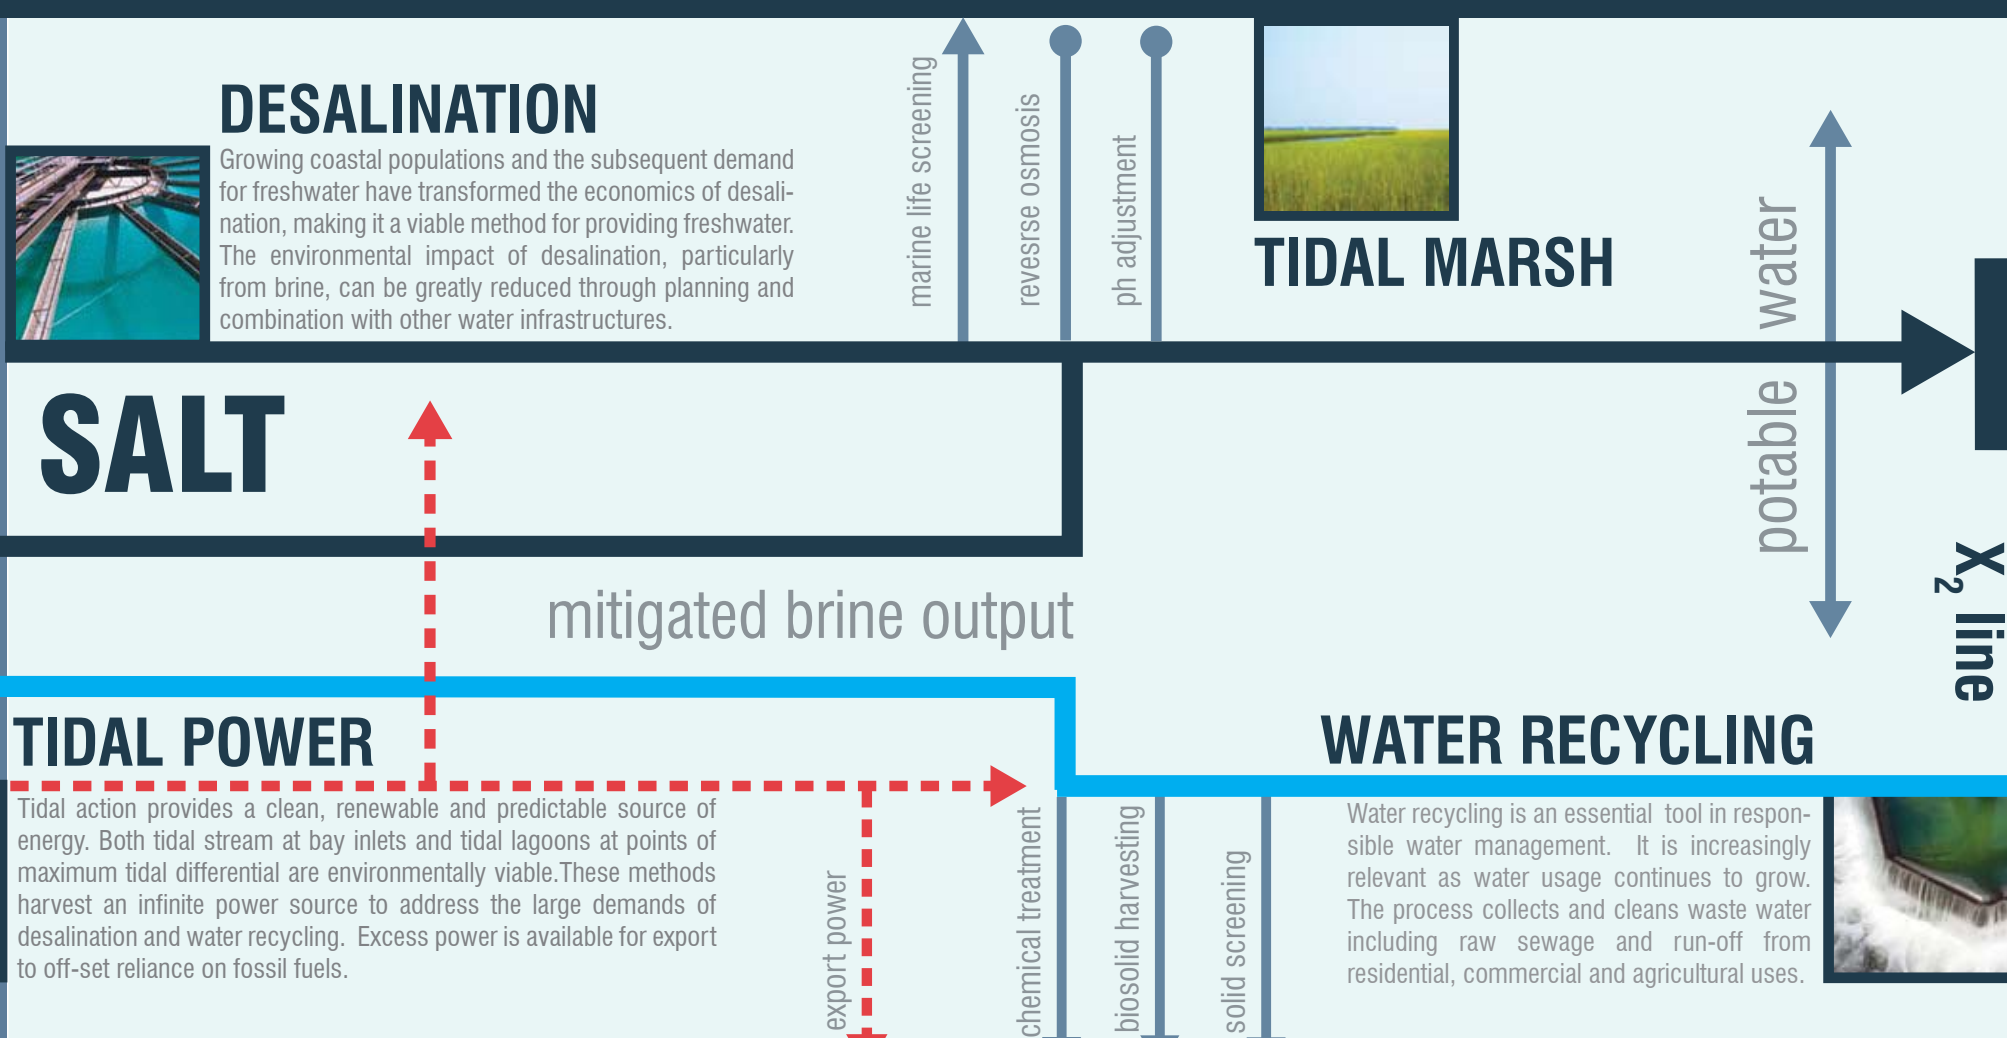 DESALINATION
Growing coastal populations and the subsequent demand
for freshwater have transformed the economics of desali-
nation, making it a viable method for providing freshwater.
The environmental impact of desalination, particularly
from brine, can be greatly reduced through planning and
combination with other water infrastructures.
marine life screening
revesrse osmosis
ph adjustment
TIDAL MARSH
potable water
SALT
mitigated brine output
X2 line
TIDAL POWER
Tidal action provides a clean, renewable and predictable source of
energy. Both tidal stream at bay inlets and tidal lagoons at points of
maximum tidal differential are environmentally viable.These methods
harvest an infinite power source to address the large demands of
desalination and water recycling. Excess power is available for export
to off-set reliance on fossil fuels.
export power
chemical treatment
biosolid harvesting
solid screening
WATER RECYCLING
Water recycling is an essential tool in respon-
sible water management. It is increasingly
relevant as water usage continues to grow.
The process collects and cleans waste water
including raw sewage and run-off from
residential, commercial and agricultural uses.